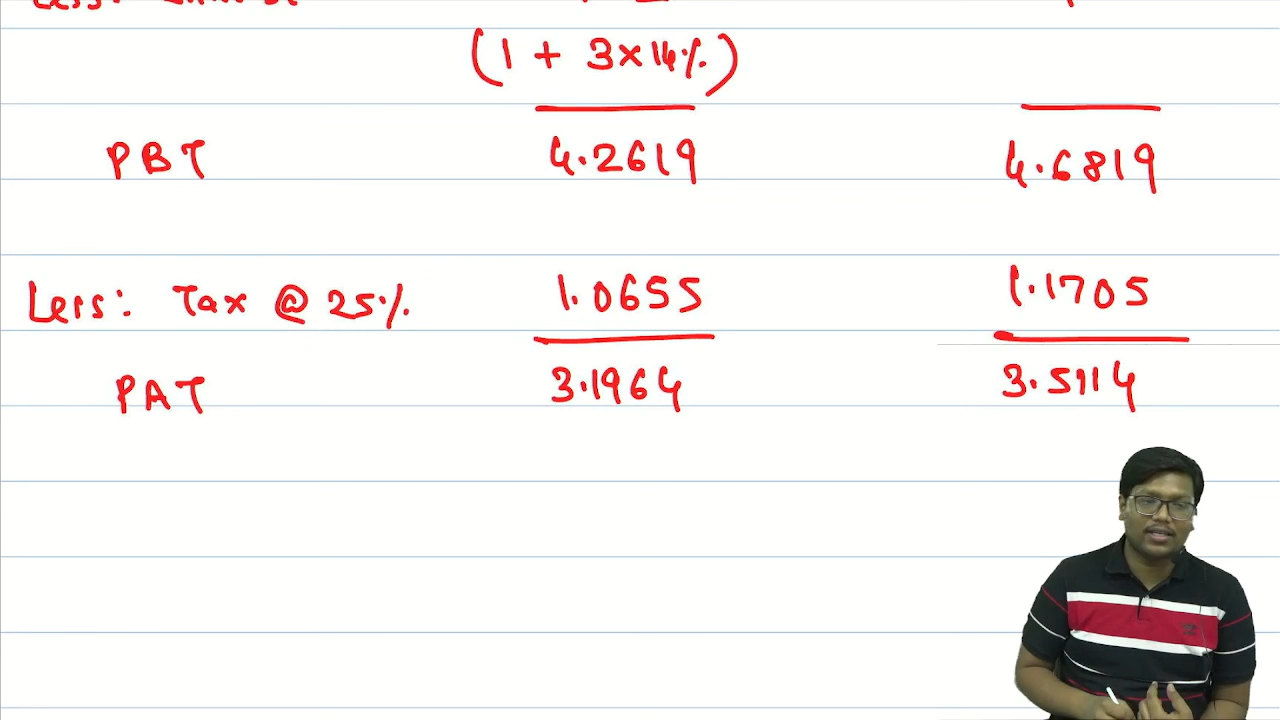 Less:
(1 + 3×14%)
PBT 4.2619 4.6819
Less: Tax @ 25% 1.0655 1.1705
PAT 3.1964 3.5114